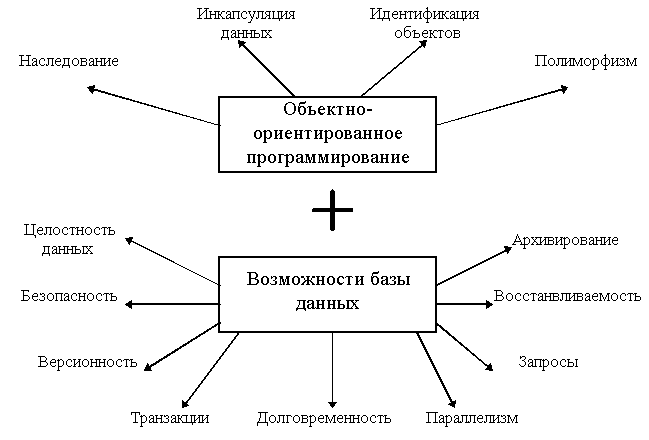 Инкапсуляция
данных
Идентификация
объектов
Наследование
Полиморфизм
Объектно-
ориентированное
программирование
+
Целостность
данных
Архивирование
Возможности базы
данных
Безопасность
Восстанвливаемость
Версионность
Запросы
Транзакции
Долговременность
Параллелизм